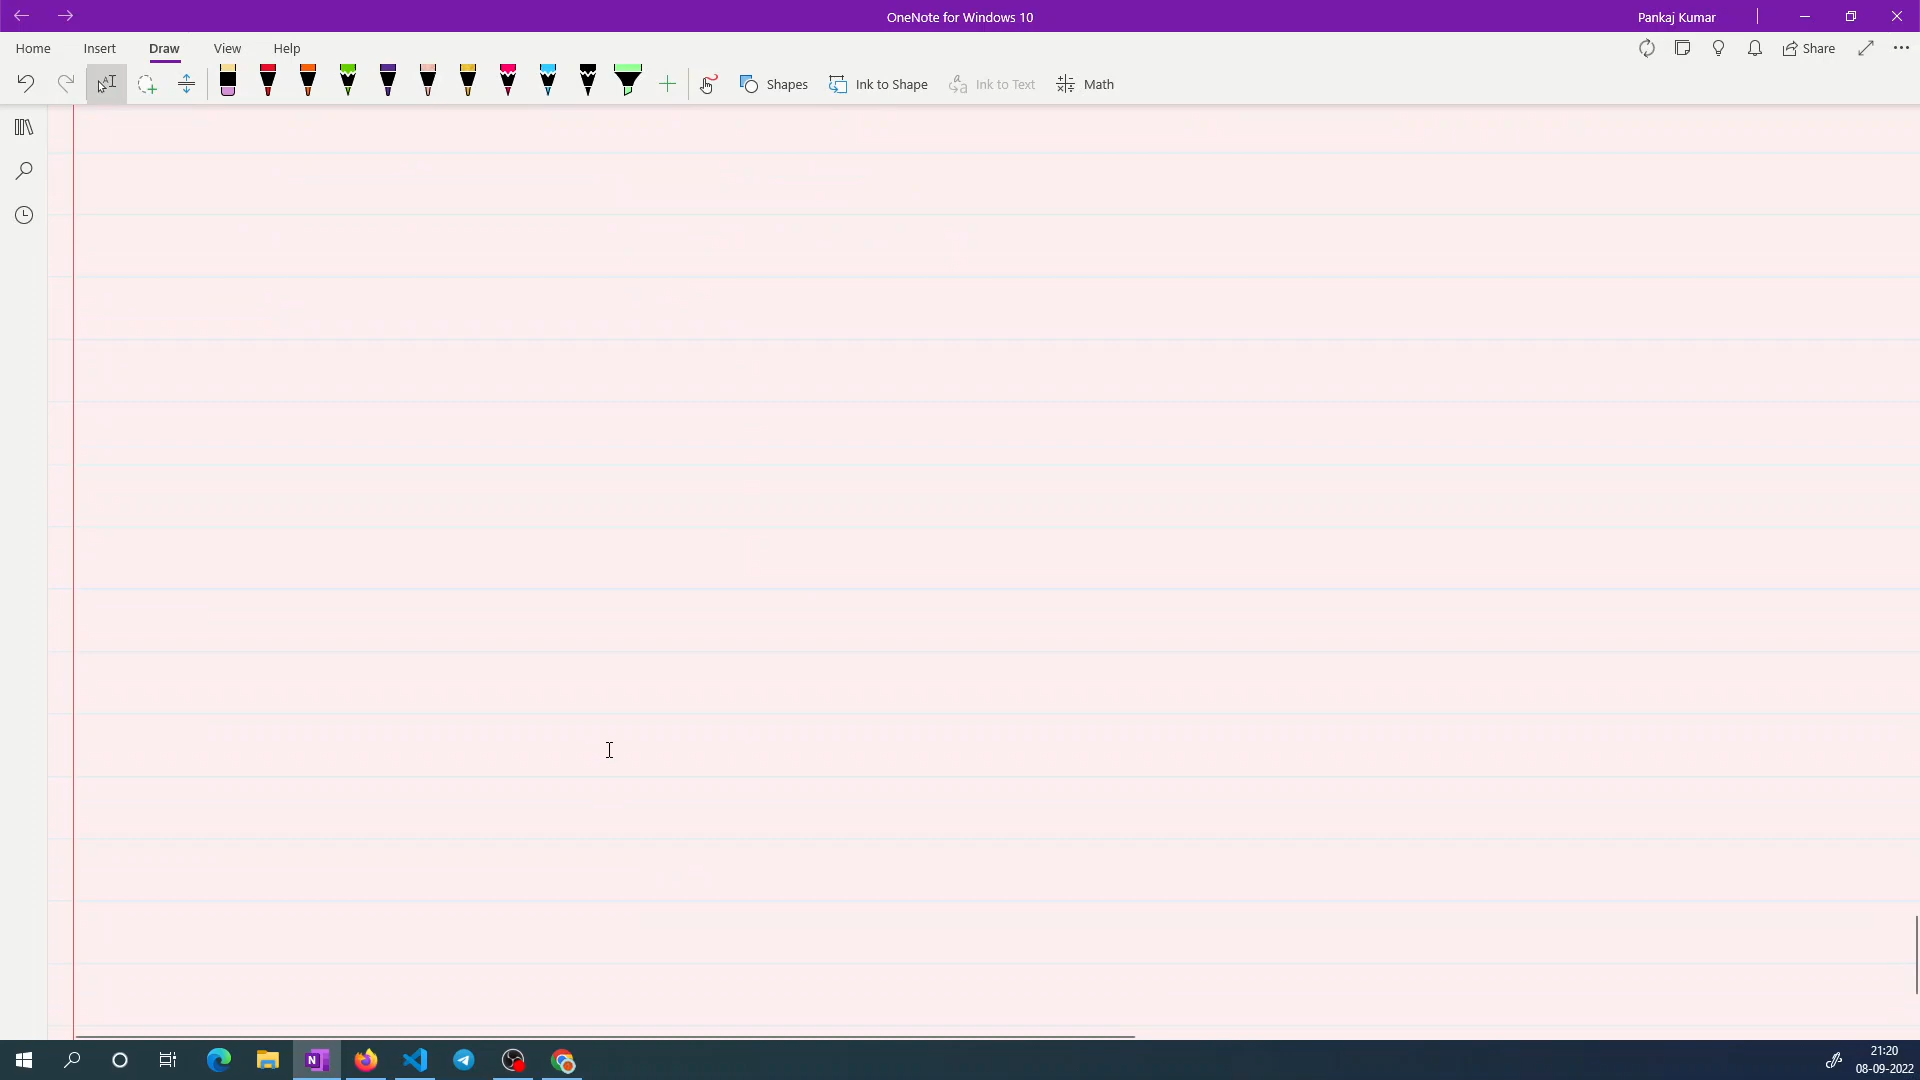 OneNote for Windows 10
Pankaj Kumar
Home Insert Draw View Help
Share
Shapes Ink to Shape Ink to Text Math
21:20
08-09-2022